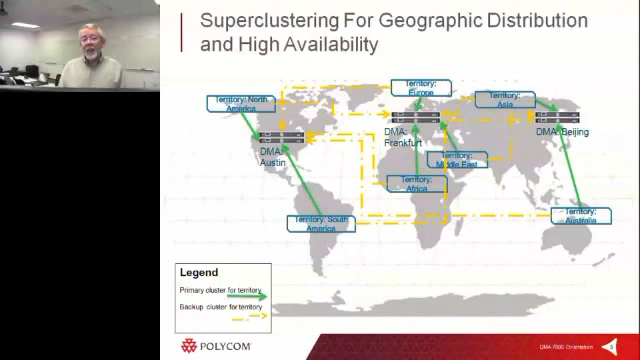 Superclustering For Geographic Distribution
and High Availability
Territory:
Europe
Territory: North
America
Territory:
Asia
DMA:
Austin
DMA:
Frankfurt
DMA: Beijing
Territory:
Middle East
Territory:
Africa
Territory: South
America
Territory:
Australia
Legend
Primary cluster for territory
Backup cluster for territory
POLYCOM
DMA 7000 Orientation